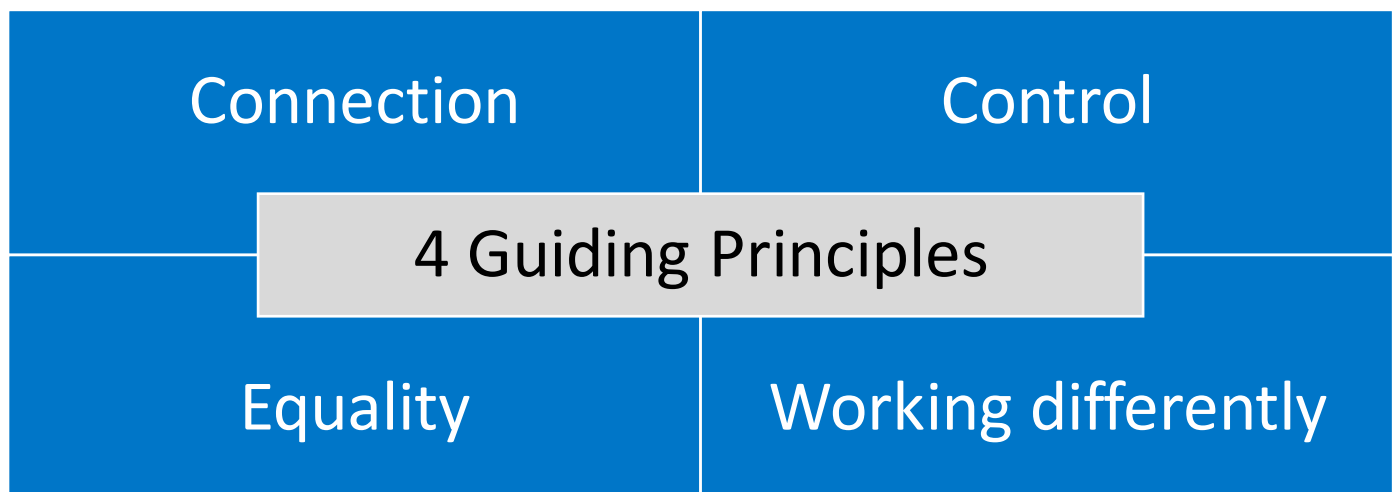 Connection
Control
4 Guiding Principles
Equality
Working differently